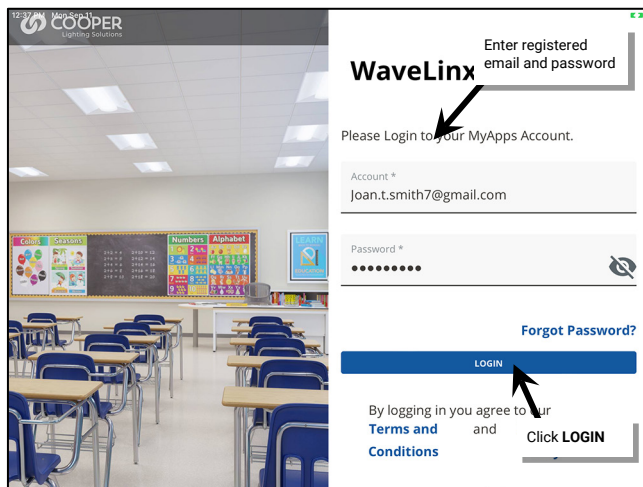 12:37 PM Mon Sep 11
COOPER
Lighting Solutions
Enter registered
email and password
WaveLinx
Please Login to your MyApps Account.
Account *
Joan.t.smith7@gmail.com
Password *
Forgot Password?
LOGIN
By logging in you agree to our
Terms and
Conditions
and
Click LOGIN
Colors
Seasons
Numbers
Alphabet
LEARN